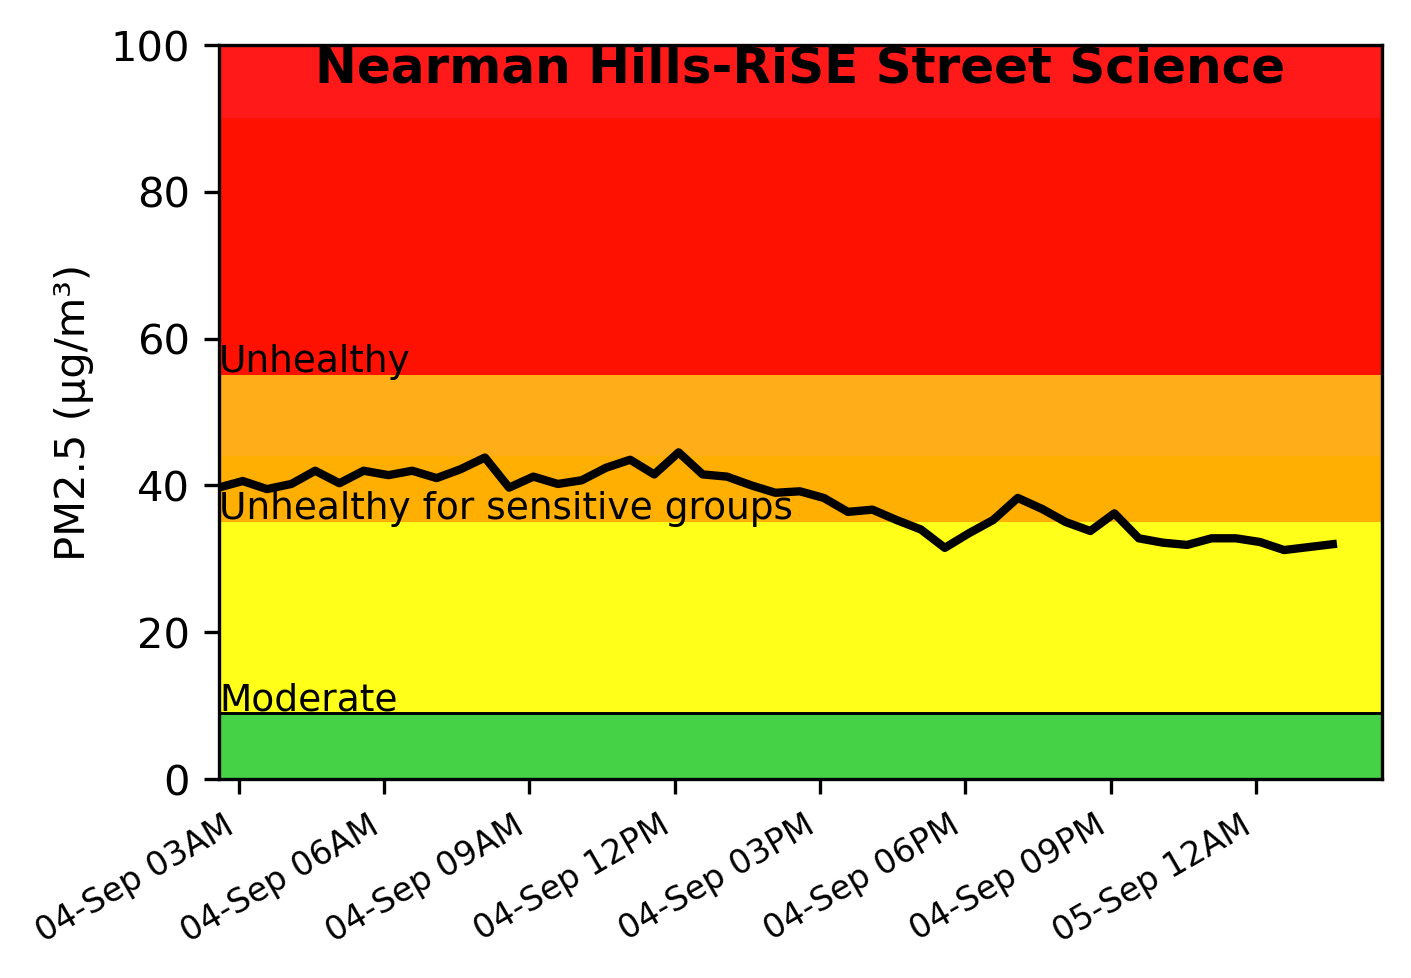 Nearman Hills-RiSE Street Science
100
80
60
40
20
0
PM2.5 (µg/m³)
Unhealthy
Unhealthy for sensitive groups
Moderate
04-Sep 03AM
04-Sep 06AM
04-Sep 09AM
04-Sep 12PM
04-Sep 03PM
04-Sep 06PM
04-Sep 09PM
05-Sep 12AM